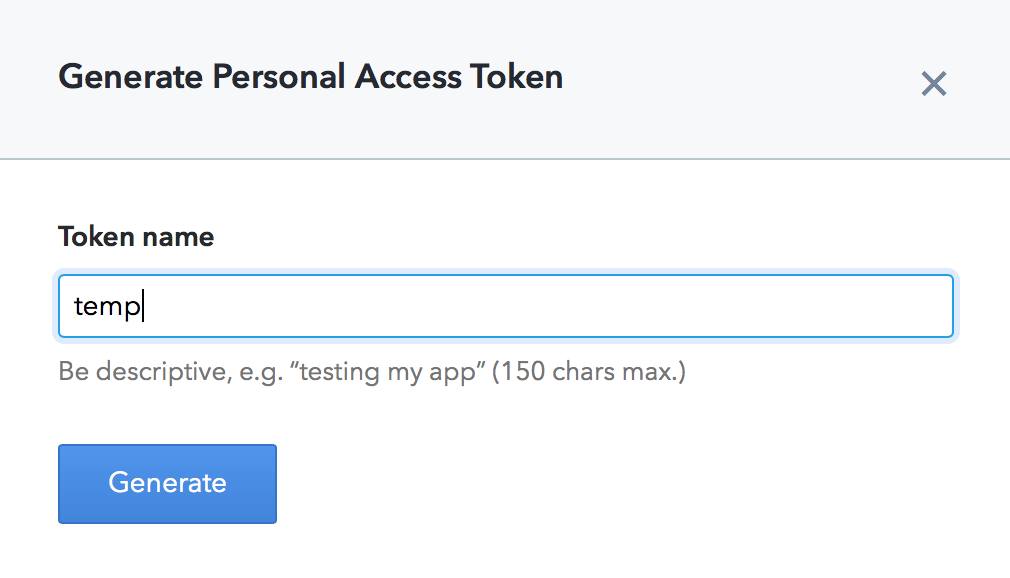 Generate Personal Access Token
Token name
temp
Be descriptive, e.g. “testing my app” (150 chars max.)
Generate